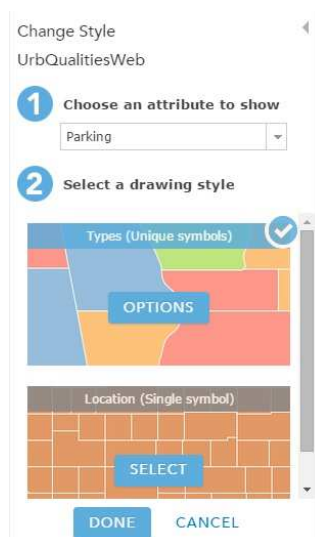 Change Style
UrbQualitiesWeb
1 Choose an attribute to show
Parking
2 Select a drawing style
Types (Unique symbols)
OPTIONS
Location (Single symbol)
SELECT
DONE CANCEL